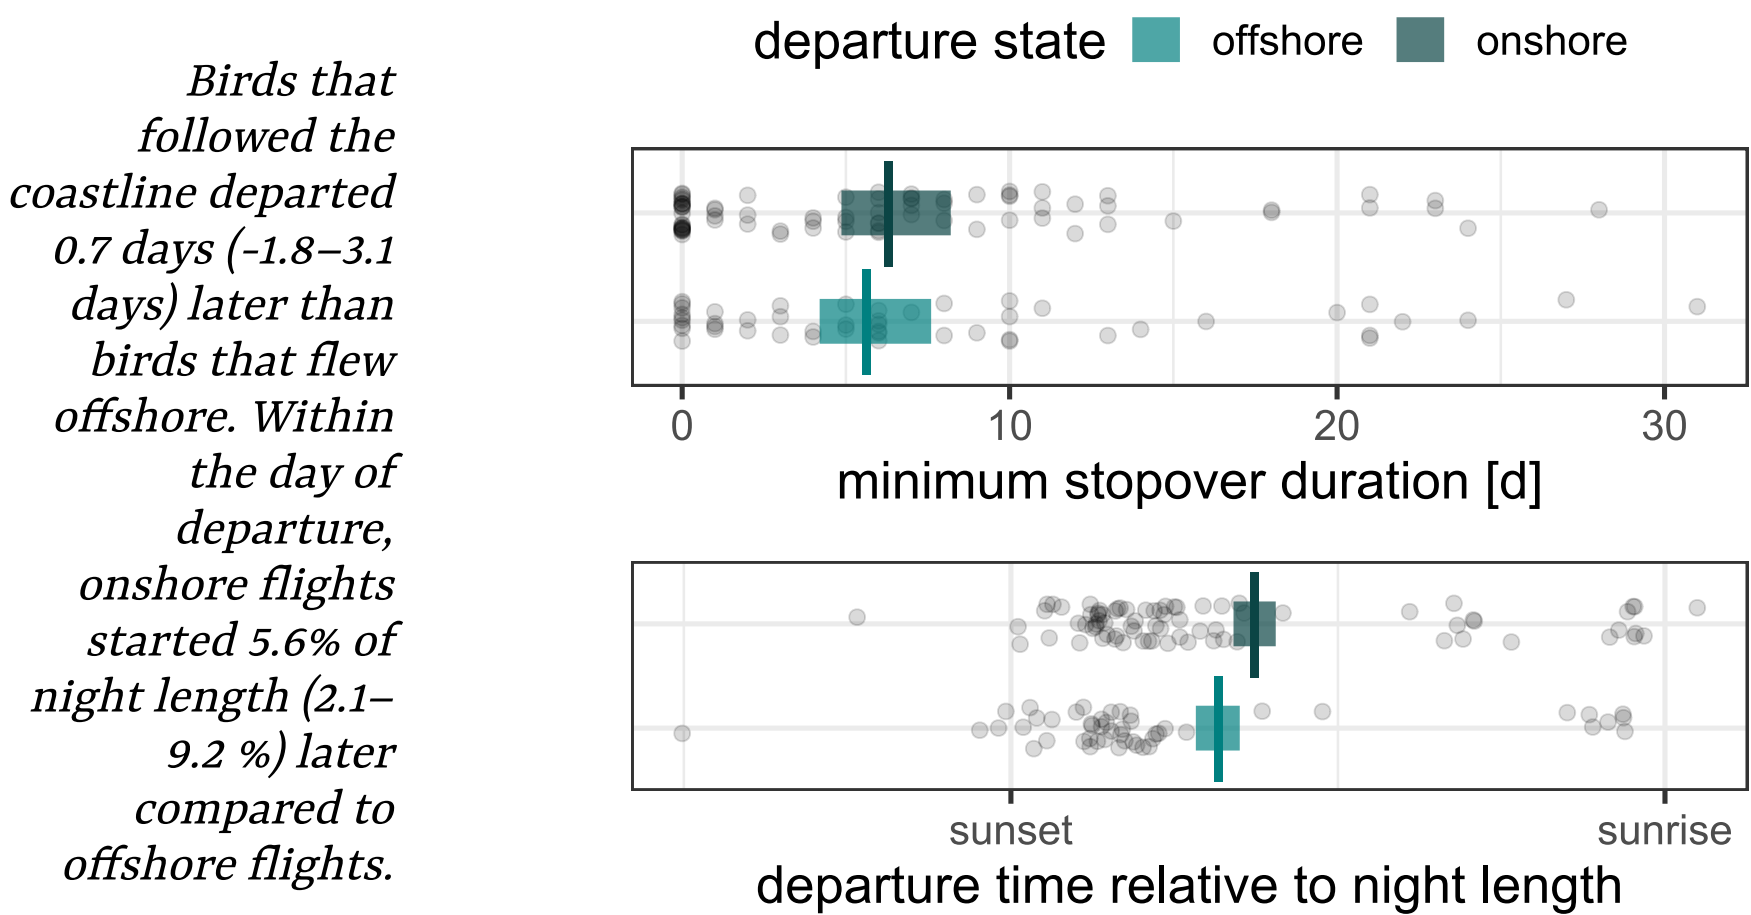 Birds that
followed the
coastline departed
0.7 days (-1.8–3.1
days) later than
birds that flew
offshore. Within
the day of
departure,
onshore flights
started 5.6% of
night length (2.1–
9.2 %) later
compared to
offshore flights.
departure state offshore onshore
0 10 20 30
minimum stopover duration [d]
sunset sunrise
departure time relative to night length